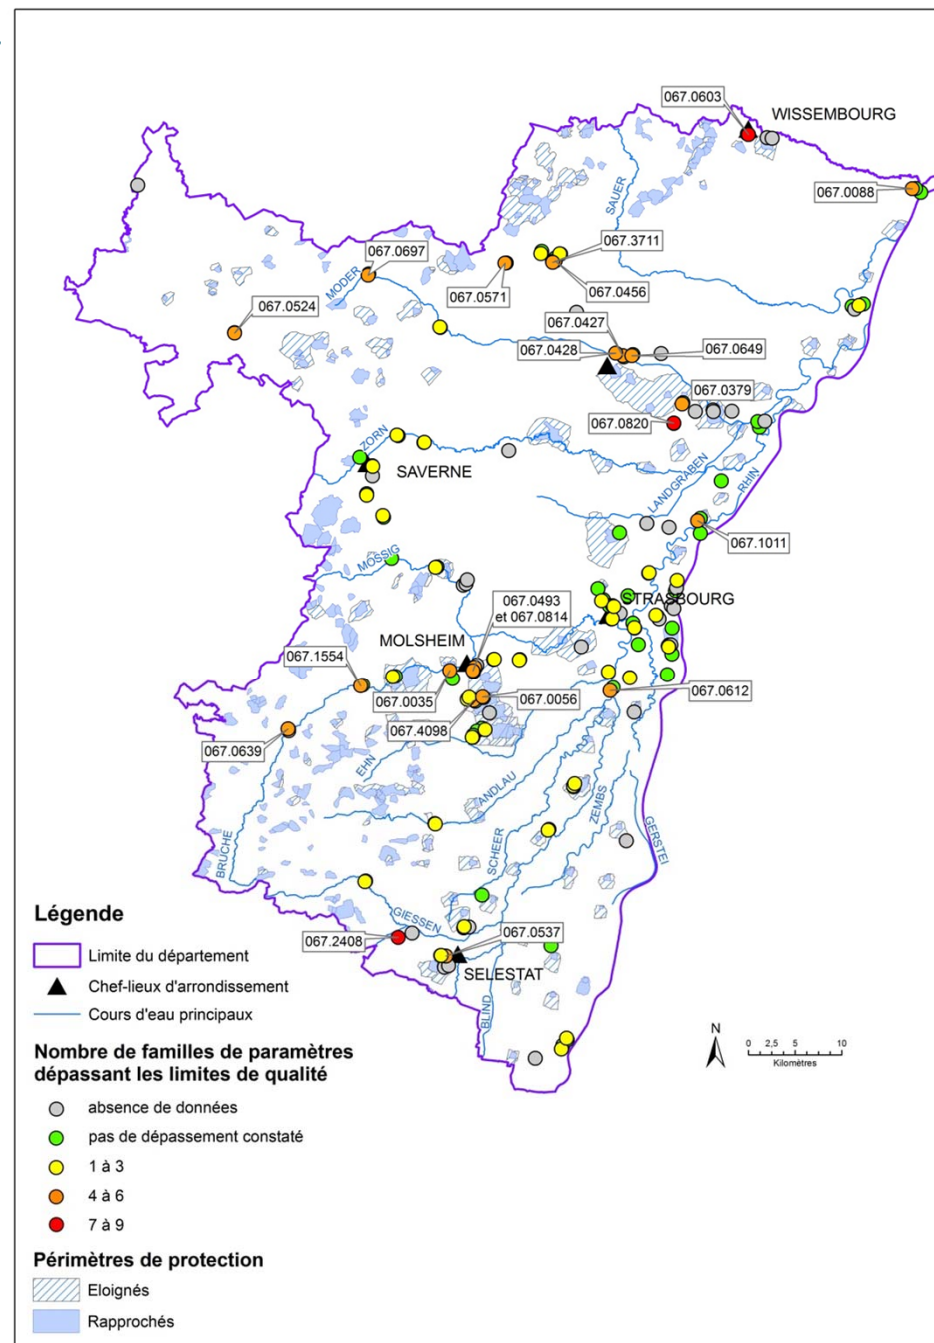 067.0603
WISSEMBOURG
SAUER
067.0088
067.3711
067.0697
MODER
067.0571
067.0456
067.0524
067.0427
067.0428
067.0649
067.0379
067.0820
ZORN
SAVERNE
LANDGRABEN
RHIN
067.1011
MOSSIG
067.0493
et 067.0814
STRASBOURG
MOLSHEIM
067.1554
067.0035
067.0056
067.0612
067.4098
067.0639
EHN
ANDLAU
ZEMBS
SCHEER
GERSTEI
BRUCHE
GIESSEN
067.2408
067.0537
SELESTAT
BLIND
N
0 2,5 5 10
Kilomètres
Légende
Limite du département
Chef-lieux d'arrondissement
Cours d'eau principaux
Nombre de familles de paramètres
dépassant les limites de qualité
absence de données
pas de dépassement constaté
1 à 3
4 à 6
7 à 9
Périmètres de protection
Eloignés
Rapprochés